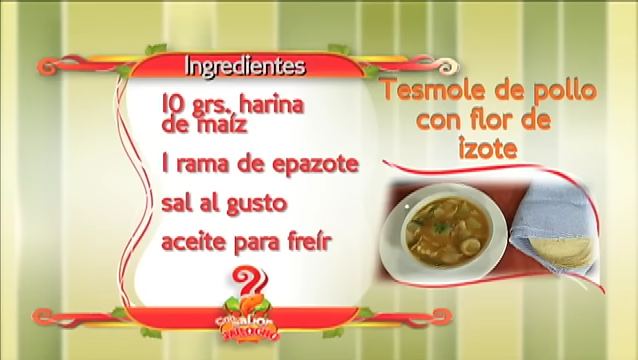 Ingredientes
10 grs. harina
de maíz
1 rama de epazote
sal al gusto
aceite para freír
Tesmole de pollo
con flor de
izote